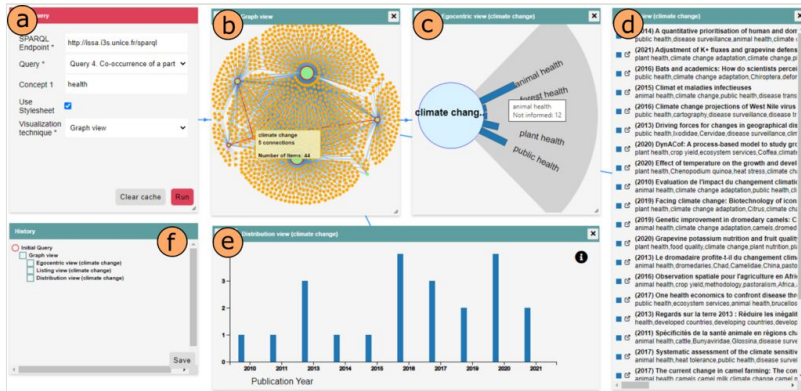 a
Query
SPARQL Endpoint * http://issa.i3s.unice.fr/sparql
Query * Query 4. Co-occurrence of a part
Concept 1 health
Use Stylesheet
Visualization technique * Graph view
Clear cache Run
b
Graph view
climate change
5 connections
Number of Items: 44
c
Egocentric view (climate change)
climate chang...
animal health
forest health
animal health
Not informed: 12
plant health
public health
d
view (climate change)
(2014) A quantitative prioritisation of human and dom
public health,disease surveillance,animal health,climate
(2021) Adjustment of K+ fluxes and grapevine defens
plant health,climate change adaptation,climate change,pl
(2016) Bats and academics: How do scientists percei
public health,climate change adaptation,Chiroptera,defor
(2015) Climat et maladies infectieuses
animal health,climate change,public health,disease trans
(2016) Climate change projections of West Nile virus
public health,cartography,disease surveillance,disease tr
(2013) Driving forces for changes in geographical dis
public health,Ixodidae,Cervidae,disease surveillance,clim
(2020) DynACof: A process-based model to study gro
plant health,crop yield,ecosystem services,Coffea,climate
(2020) Effect of temperature on the growth and devel
plant health,Chenopodium quinoa,heat stress,climate ch
(2010) Evaluation de l'impact du changement climatic
animal health,climate change adaptation,public health,cli
(2019) Facing climate change: Biotechnology of icon
plant health,climate change adaptation,Citrus,climate cha
(2019) Genetic improvement in dromedary camels: C
animal health,climate change adaptation,camels,dromed
(2020) Grapevine potassium nutrition and fruit quality
plant health,food quality,climate change,plant nutrition,pl
(2013) Le dromadaire profite-t-il du changement clim
animal health,dromedaries,Chad,Camelidae,China,pasto
(2016) Observation spatiale pour l'agriculture en Afri
animal health,crop yield,methodology,pastoralism,Africa,
(2017) One health economics to confront disease thr
public health,ecosystem services,animal health,brucellos
(2013) Regards sur la terre 2013 : Réduire les inégalit
health,developed countries,developing countries,develop
(2011) Spécificités de la santé animale en régions ch
animal health,cattle,Bunyaviridae,Glossina,disease surve
(2017) Systematic assessment of the climate sensitiv
animal health,heat tolerance,public health,disease surve
(2017) The current change in camel farming: The con
animal health,camels,camel milk,climate change,camel
f
History
Initial Query
Graph view
Egocentric view (climate change)
Listing view (climate change)
Distribution view (climate change)
Save
e
Distribution view (climate change)
3
2
1
0
2010 2011 2012 2013 2014 2015 2016 2017 2019 2020 2021
Publication Year